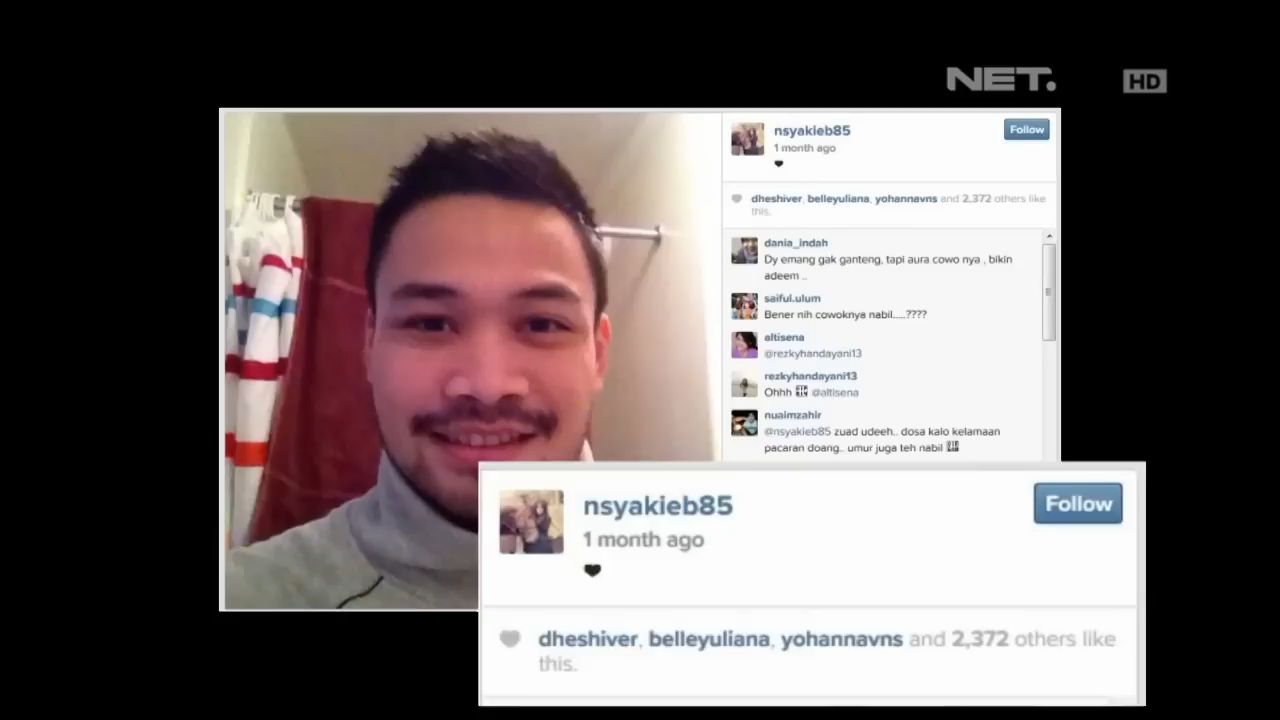 NET.
HD
nsyakieb85
Follow
1 month ago
dheshiver, belleyuliana, yohannavns and 2,372 others like
this.
dania_indah
Dy emang gak ganteng, tapi aura cowo nya , bikin
adeem ..
saiful.ulum
Bener nih cowoknya nabil.....????
altisena
@rezkyhandayani13
rezkyhandayani13
Ohhh @altisena
nuaimzahir
@nsyakieb85 zuad udeeh.. dosa kalo kelamaan
pacaran doang.. umur juga teh nabil
nsyakieb85
Follow
1 month ago
dheshiver, belleyuliana, yohannavns and 2,372 others like
this.